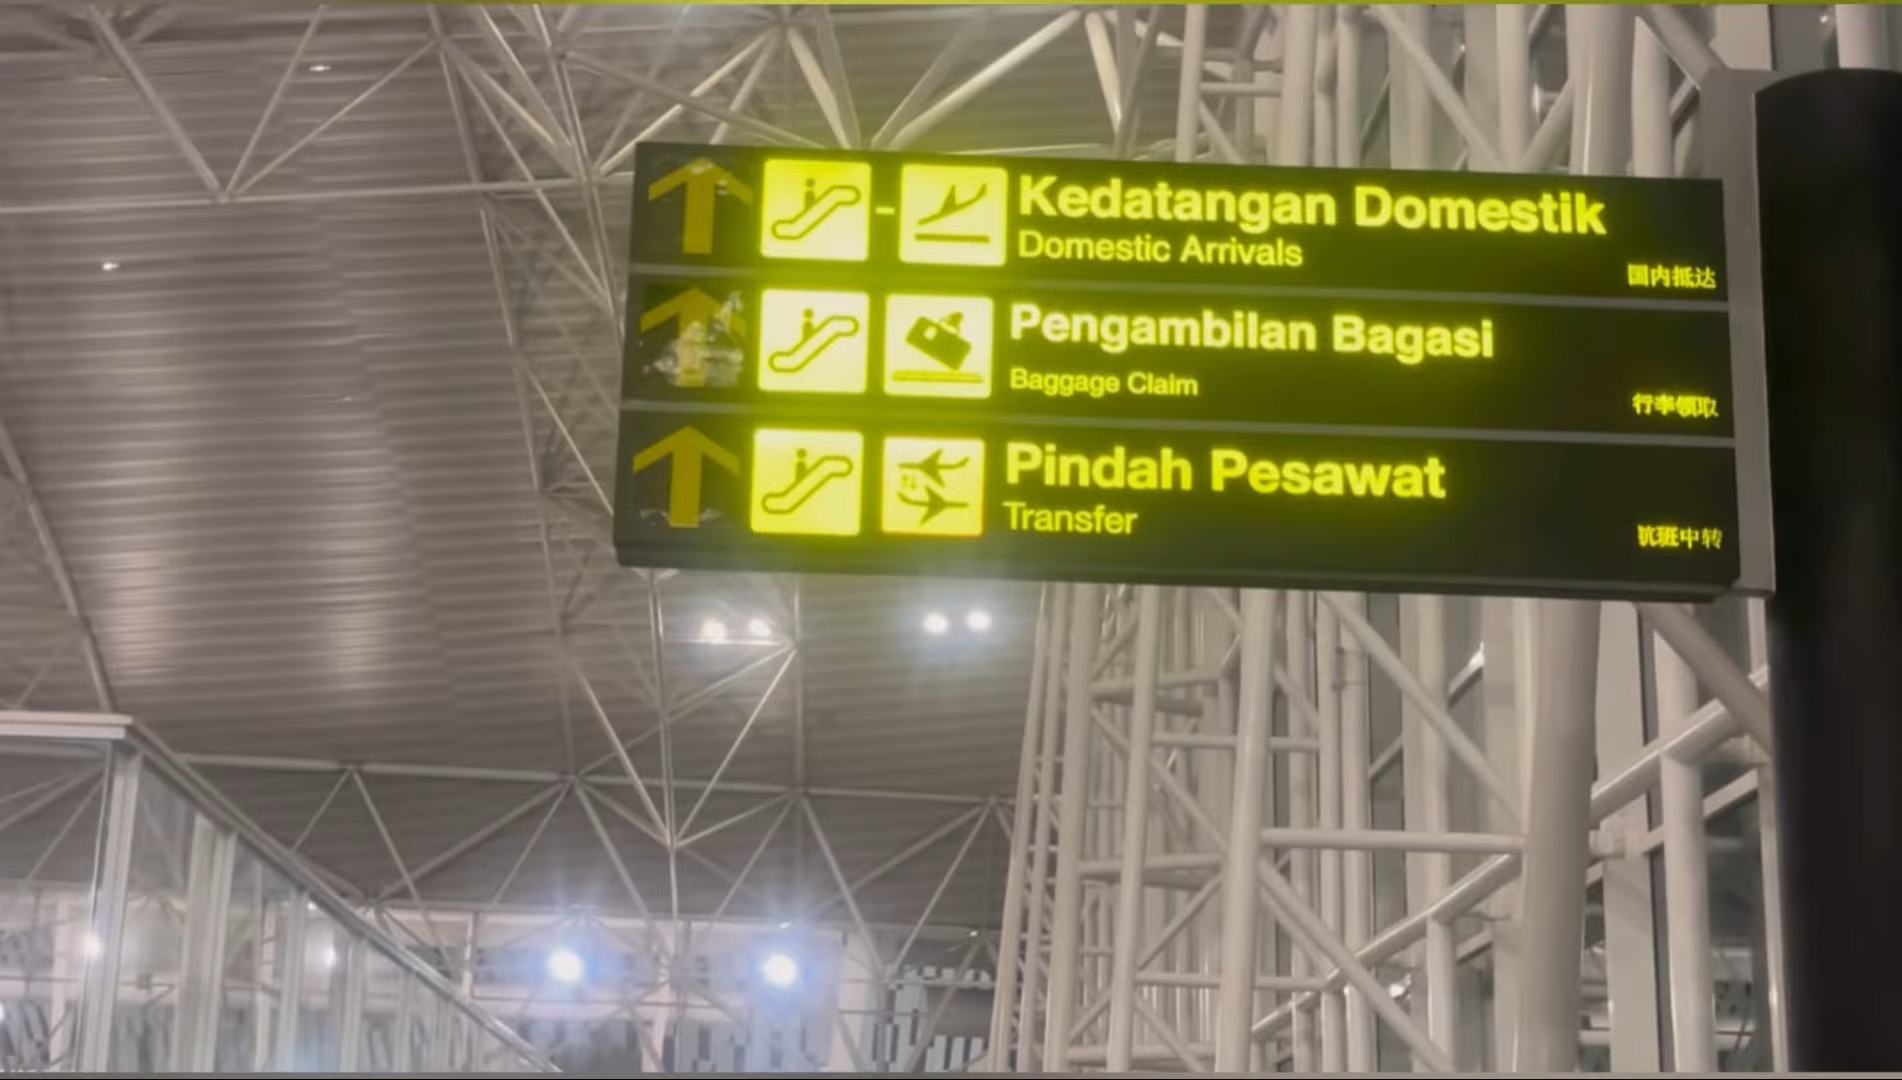 Kedatangan Domestik
Domestic Arrivals
国内抵达
Pengambilan Bagasi
Baggage Claim
行李领取
Pindah Pesawat
Transfer
航班中转